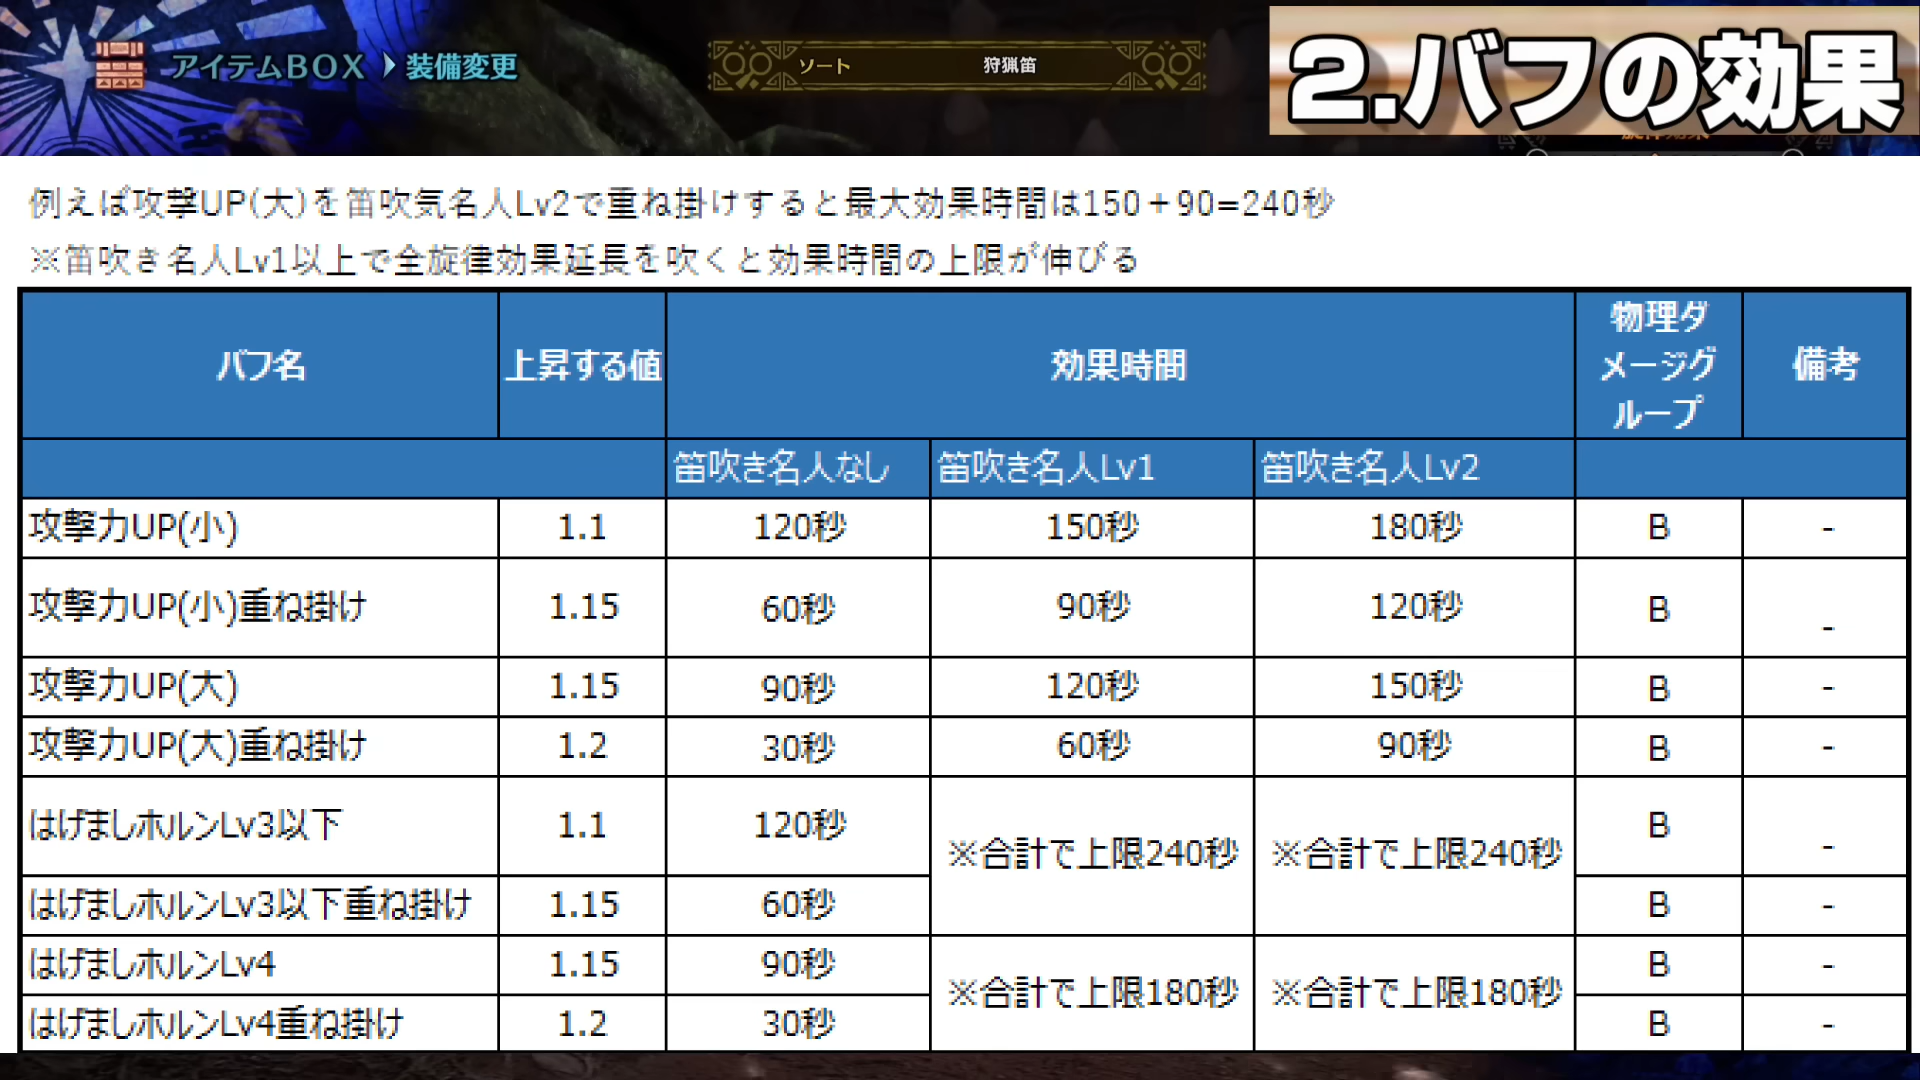 アイテムBOX 装備変更
ソート 狩猟笛
2.バフの効果
例えば攻撃UP(大)を笛吹気名人Lv2で重ね掛けすると最大効果時間は150+90=240秒
※笛吹き名人Lv1以上で全旋律効果延長を吹くと効果時間の上限が伸びる
バフ名 上昇する値 効果時間 物理ダ
メージグ
ループ 備考
笛吹き名人なし 笛吹き名人Lv1 笛吹き名人Lv2
攻撃力UP(小) 1.1 120秒 150秒 180秒 B -
攻撃力UP(小)重ね掛け 1.15 60秒 90秒 120秒 B -
攻撃力UP(大) 1.15 90秒 120秒 150秒 B -
攻撃力UP(大)重ね掛け 1.2 30秒 60秒 90秒 B -
はげましホルンLv3以下 1.1 120秒 ※合計で上限240秒 ※合計で上限240秒 B -
はげましホルンLv3以下重ね掛け 1.15 60秒 B -
はげましホルンLv4 1.15 90秒 ※合計で上限180秒 ※合計で上限180秒 B -
はげましホルンLv4重ね掛け 1.2 30秒 B -